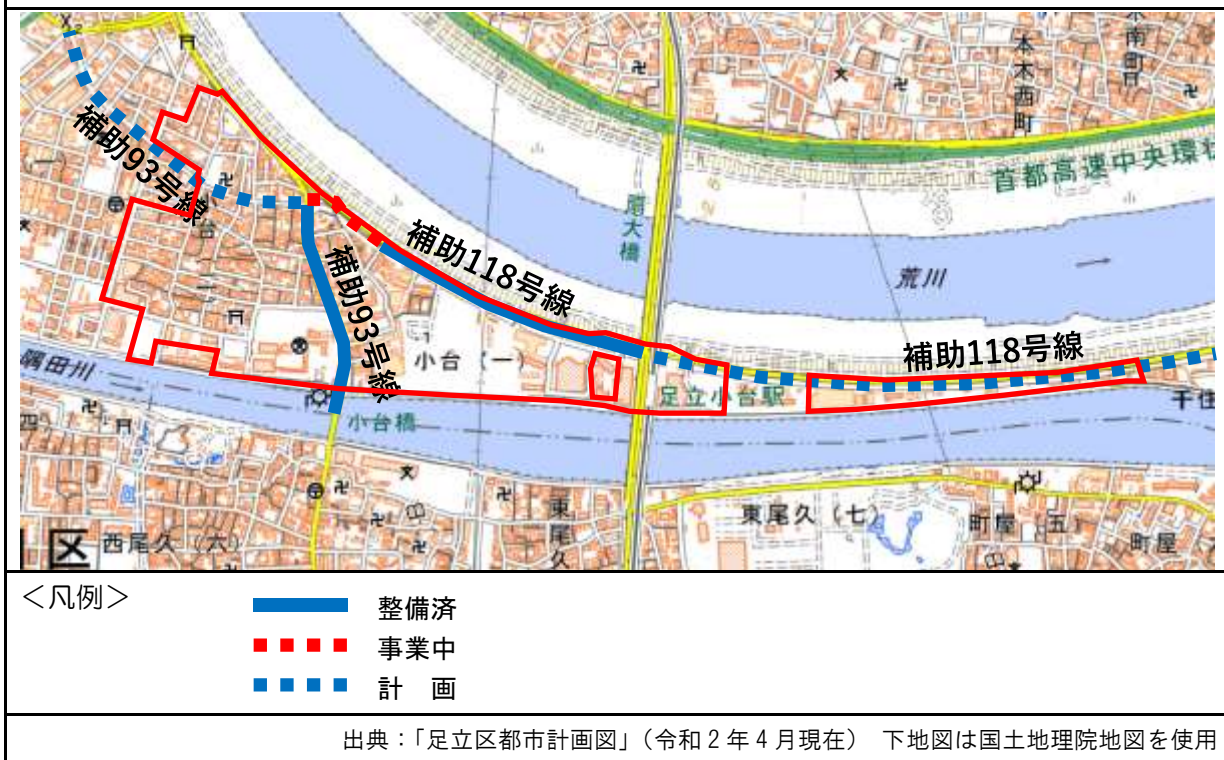 本木西町
南町
首都高速中央環状
補助93号線
尾久橋
補助118号線
荒川
補助93号線
小台（一）
補助118号線
足立小台駅
隅田川
千住
小台橋
東尾久（七）
東尾久
町屋（五）
町屋
区
西尾久（六）
＜凡例＞
整備済
事業中
計　画
出典：「足立区都市計画図」（令和２年４月現在）　下地図は国土地理院地図を使用